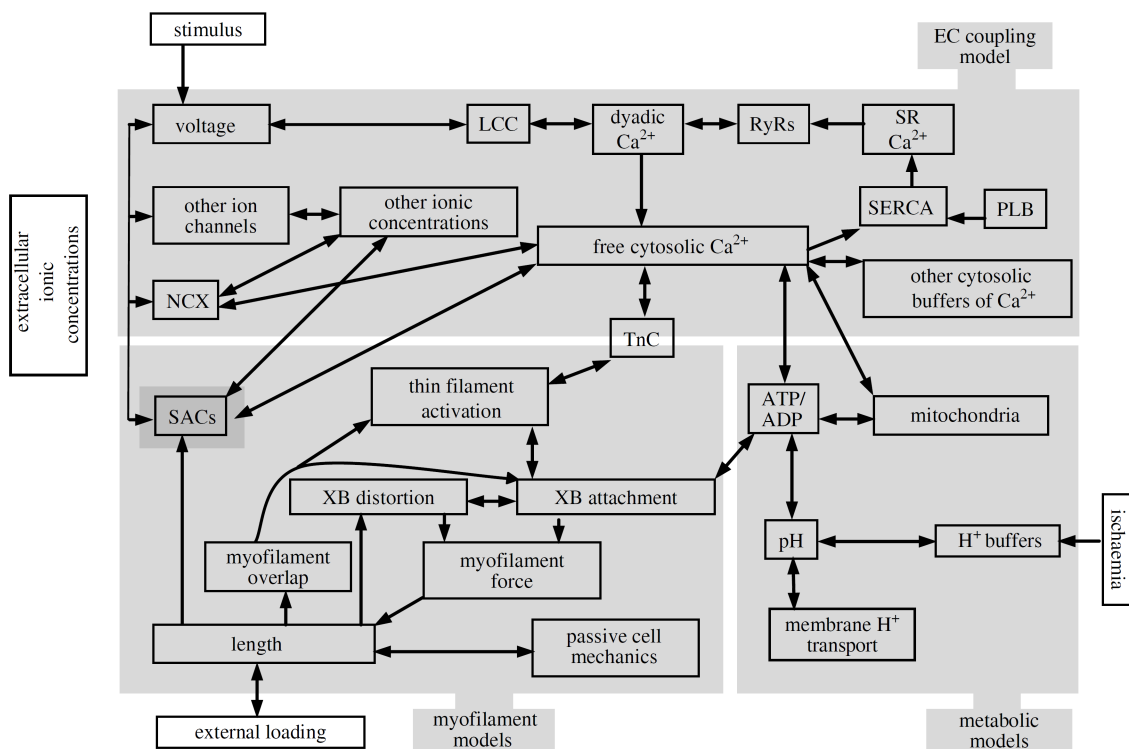 stimulus
EC coupling
model
voltage
LCC
dyadic
Ca²⁺
RyRs
SR
Ca²⁺
other ion
channels
other ionic
concentrations
SERCA
PLB
free cytosolic Ca²⁺
extracellular
ionic
concentrations
NCX
other cytosolic
buffers of Ca²⁺
TnC
thin filament
activation
SACs
ATP/
ADP
mitochondria
XB distortion
XB attachment
ischaemia
myofilament
overlap
myofilament
force
pH
H⁺ buffers
length
passive cell
mechanics
membrane H⁺
transport
external loading
myofilament
models
metabolic
models